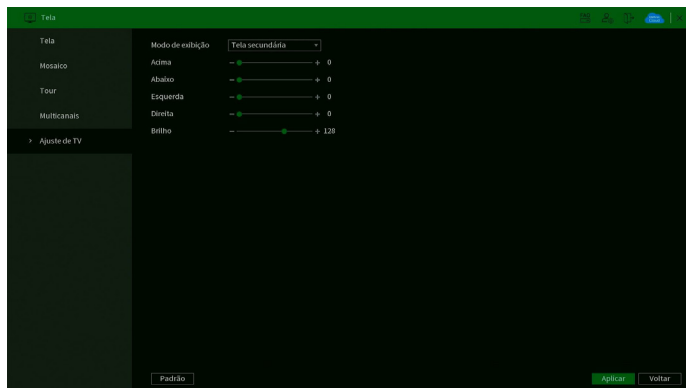 Tela
Tela
Mosaico
Tour
Multicanais
> Ajuste de TV
Modo de exibição Tela secundária
Acima - + 0
Abaixo - + 0
Esquerda - + 0
Direita - + 0
Brilho - + 128
Padrão
Aplicar Voltar